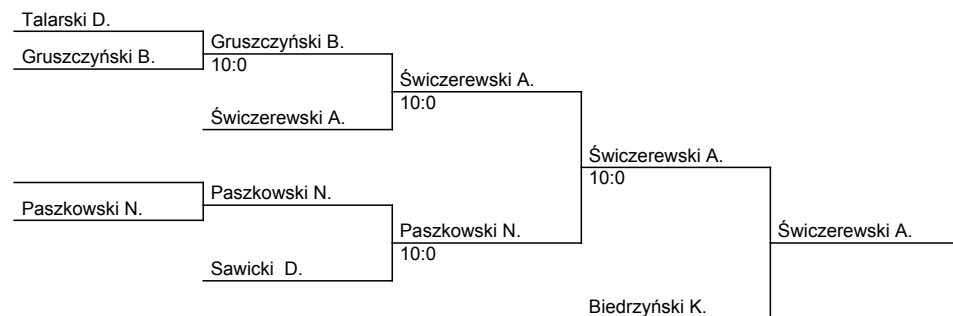 Talarski D.
Gruszczyński B.
Gruszczyński B.
10:0
Świczerewski A.
10:0
Świczerewski A.
Świczerewski A.
10:0
Paszkowski N.
Paszkowski N.
Paszkowski N.
10:0
Świczerewski A.
Sawicki D.
Biedrzyński K.